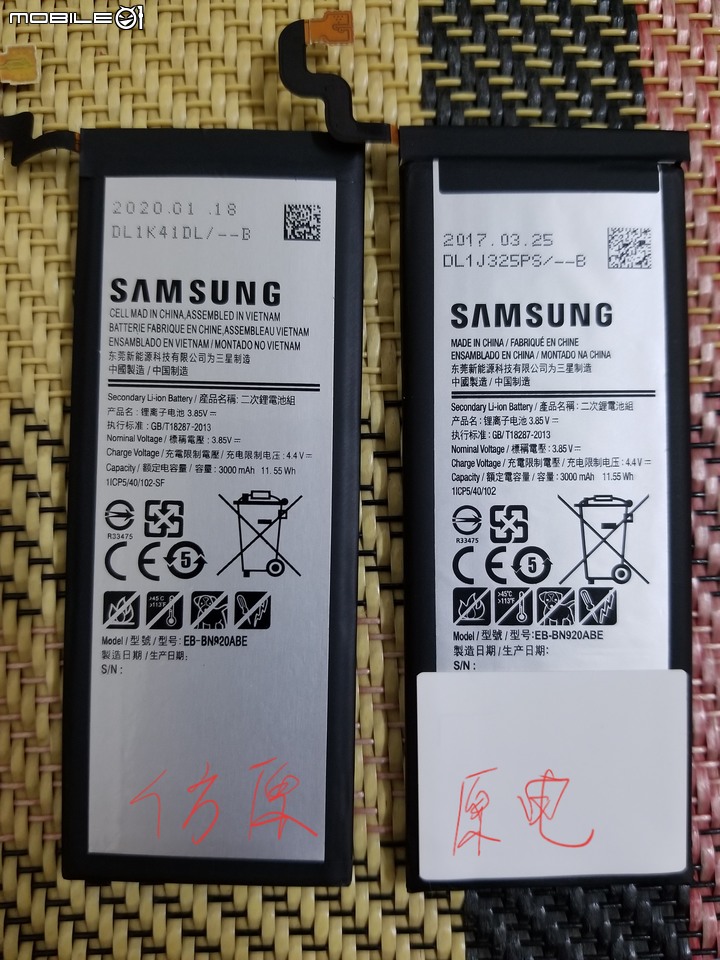 MOBILE01
2020.01.18
DL1K41DL/--B
SAMSUNG
CELL MADE IN CHINA,ASSEMBLED IN VIETNAM
BATTERIE FABRIQUE EN CHINE,ASSEMBLEAU VIETNAM
ENSAMBLADO EN VIETNAM / MONTADO NO VIETNAM
东莞新能源科技有限公司为三星制造
中國製造 / 中国制造
Secondary Li-ion Battery / 產品名稱: 二次鋰電池組
产品名: 锂离子电池 3.85V⎓
执行标准: GB/T18287-2013
Nominal Voltage / 標稱電壓: 3.85V⎓
Charge Voltage / 充電限制電壓 / 充电限制电压: 4.4V⎓
Capacity / 額定電容量 / 容量: 3000 mAh 11.55 Wh
1ICP5/40/102-SF
R33475
CE
5
>45°C
>113°F
Model / 型號 / 型号: EB-BN920ABE
製造日期 / 生产日期:
S/N :
仿原
2017.03.25
DL1J325PS/--B
SAMSUNG
MADE IN CHINA / FABRIQUÉ EN CHINE
ENSAMBLADO EN CHINA / MONTADO NA CHINA
东莞新能源科技有限公司为三星制造
中國製造 / 中国制造
Secondary Li-ion Battery / 產品名稱: 二次鋰電池組
产品名: 锂离子电池 3.85V⎓
执行标准: GB/T18287-2013
Nominal Voltage / 標稱電壓: 3.85V⎓
Charge Voltage / 充電限制電壓 / 充电限制电压: 4.4V⎓
Capacity / 額定電容量 / 容量: 3000 mAh 11.55 Wh
1ICP5/40/102
R33475
CE
5
>45°C
>113°F
Model / 型號 / 型号: EB-BN920ABE
製造日期 / 生产日期:
S/N :
原电